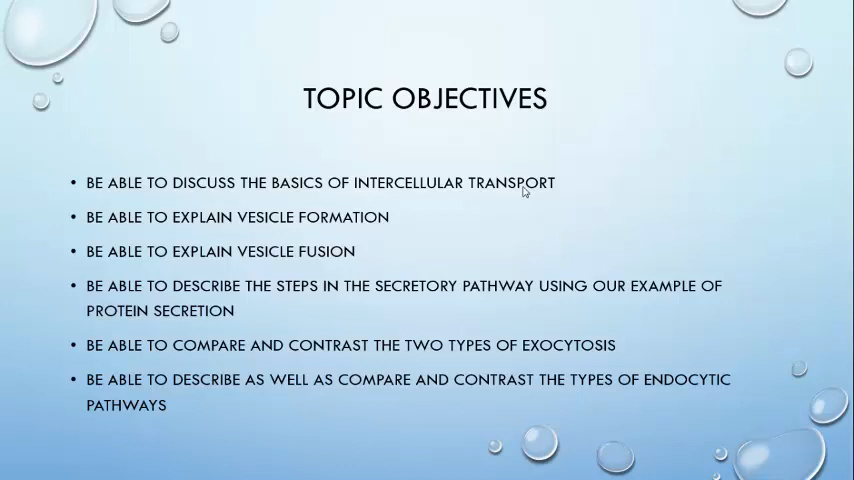 TOPIC OBJECTIVES
• BE ABLE TO DISCUSS THE BASICS OF INTERCELLULAR TRANSPORT
• BE ABLE TO EXPLAIN VESICLE FORMATION
• BE ABLE TO EXPLAIN VESICLE FUSION
• BE ABLE TO DESCRIBE THE STEPS IN THE SECRETORY PATHWAY USING OUR EXAMPLE OF
PROTEIN SECRETION
• BE ABLE TO COMPARE AND CONTRAST THE TWO TYPES OF EXOCYTOSIS
• BE ABLE TO DESCRIBE AS WELL AS COMPARE AND CONTRAST THE TYPES OF ENDOCYTIC
PATHWAYS